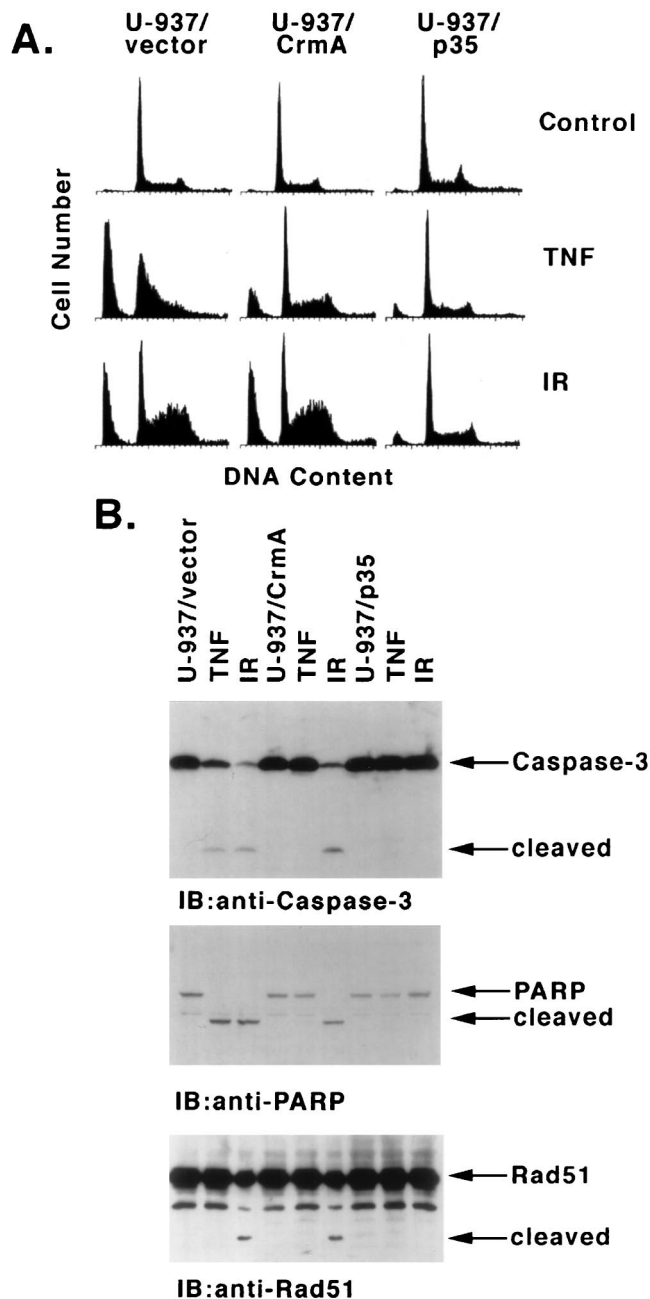 A.
U-937/
vector
U-937/
CrmA
U-937/
p35
Cell Number
Control
TNF
IR
DNA Content
B.
U-937/vector
TNF
IR
U-937/CrmA
TNF
IR
U-937/p35
TNF
IR
Caspase-3
cleaved
IB:anti-Caspase-3
PARP
cleaved
IB:anti-PARP
Rad51
cleaved
IB:anti-Rad51